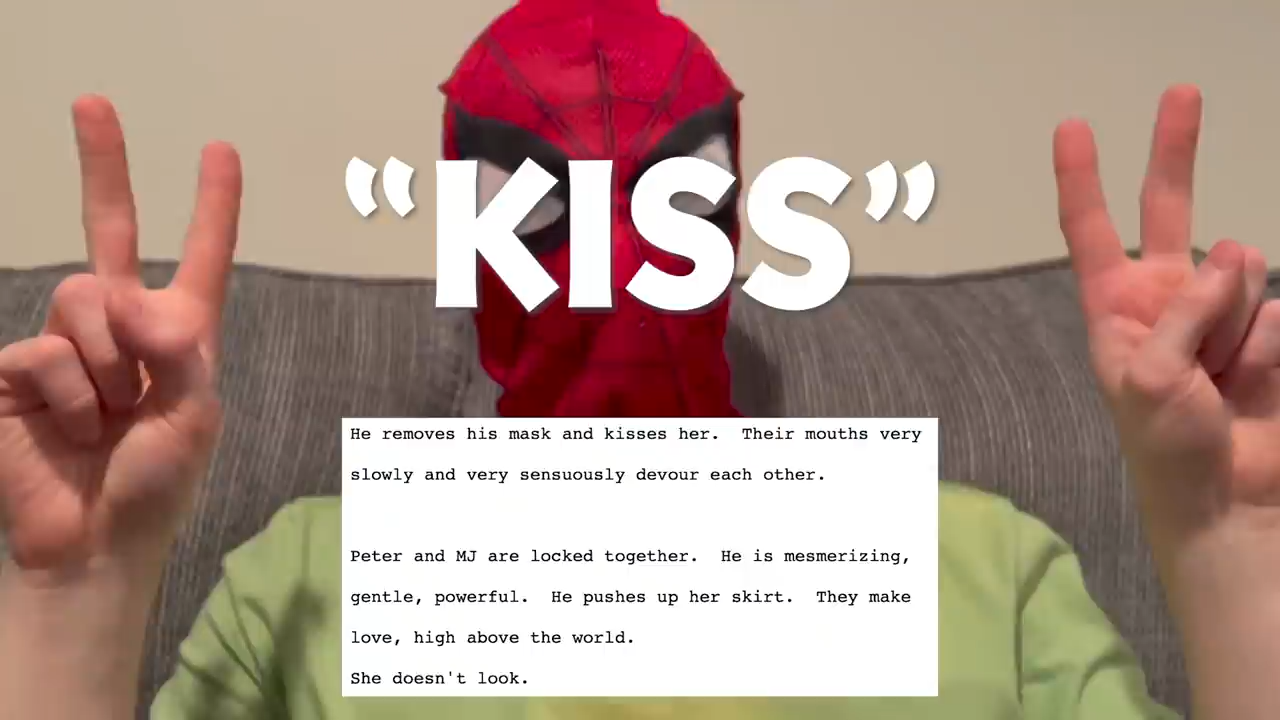 “KISS”
He removes his mask and kisses her.  Their mouths very
slowly and very sensuously devour each other.
Peter and MJ are locked together.  He is mesmerizing,
gentle, powerful.  He pushes up her skirt.  They make
love, high above the world.
She doesn't look.